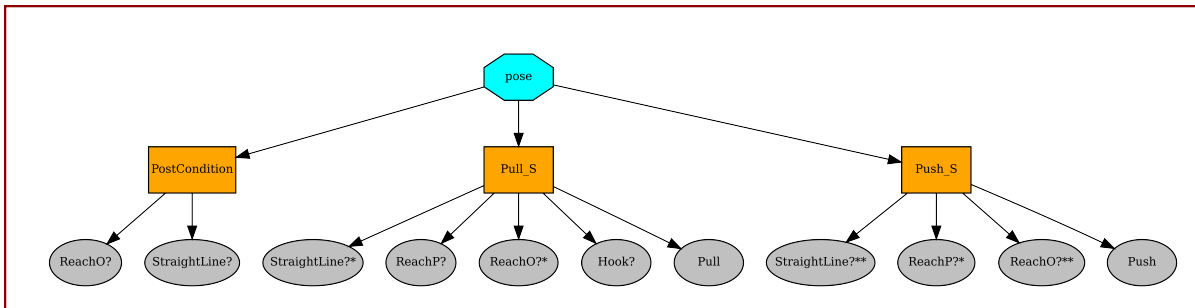 pose
PostCondition
Pull_S
Push_S
ReachO?
StraightLine?
StraightLine?*
ReachP?
ReachO?*
Hook?
Pull
StraightLine?**
ReachP?*
ReachO?**
Push